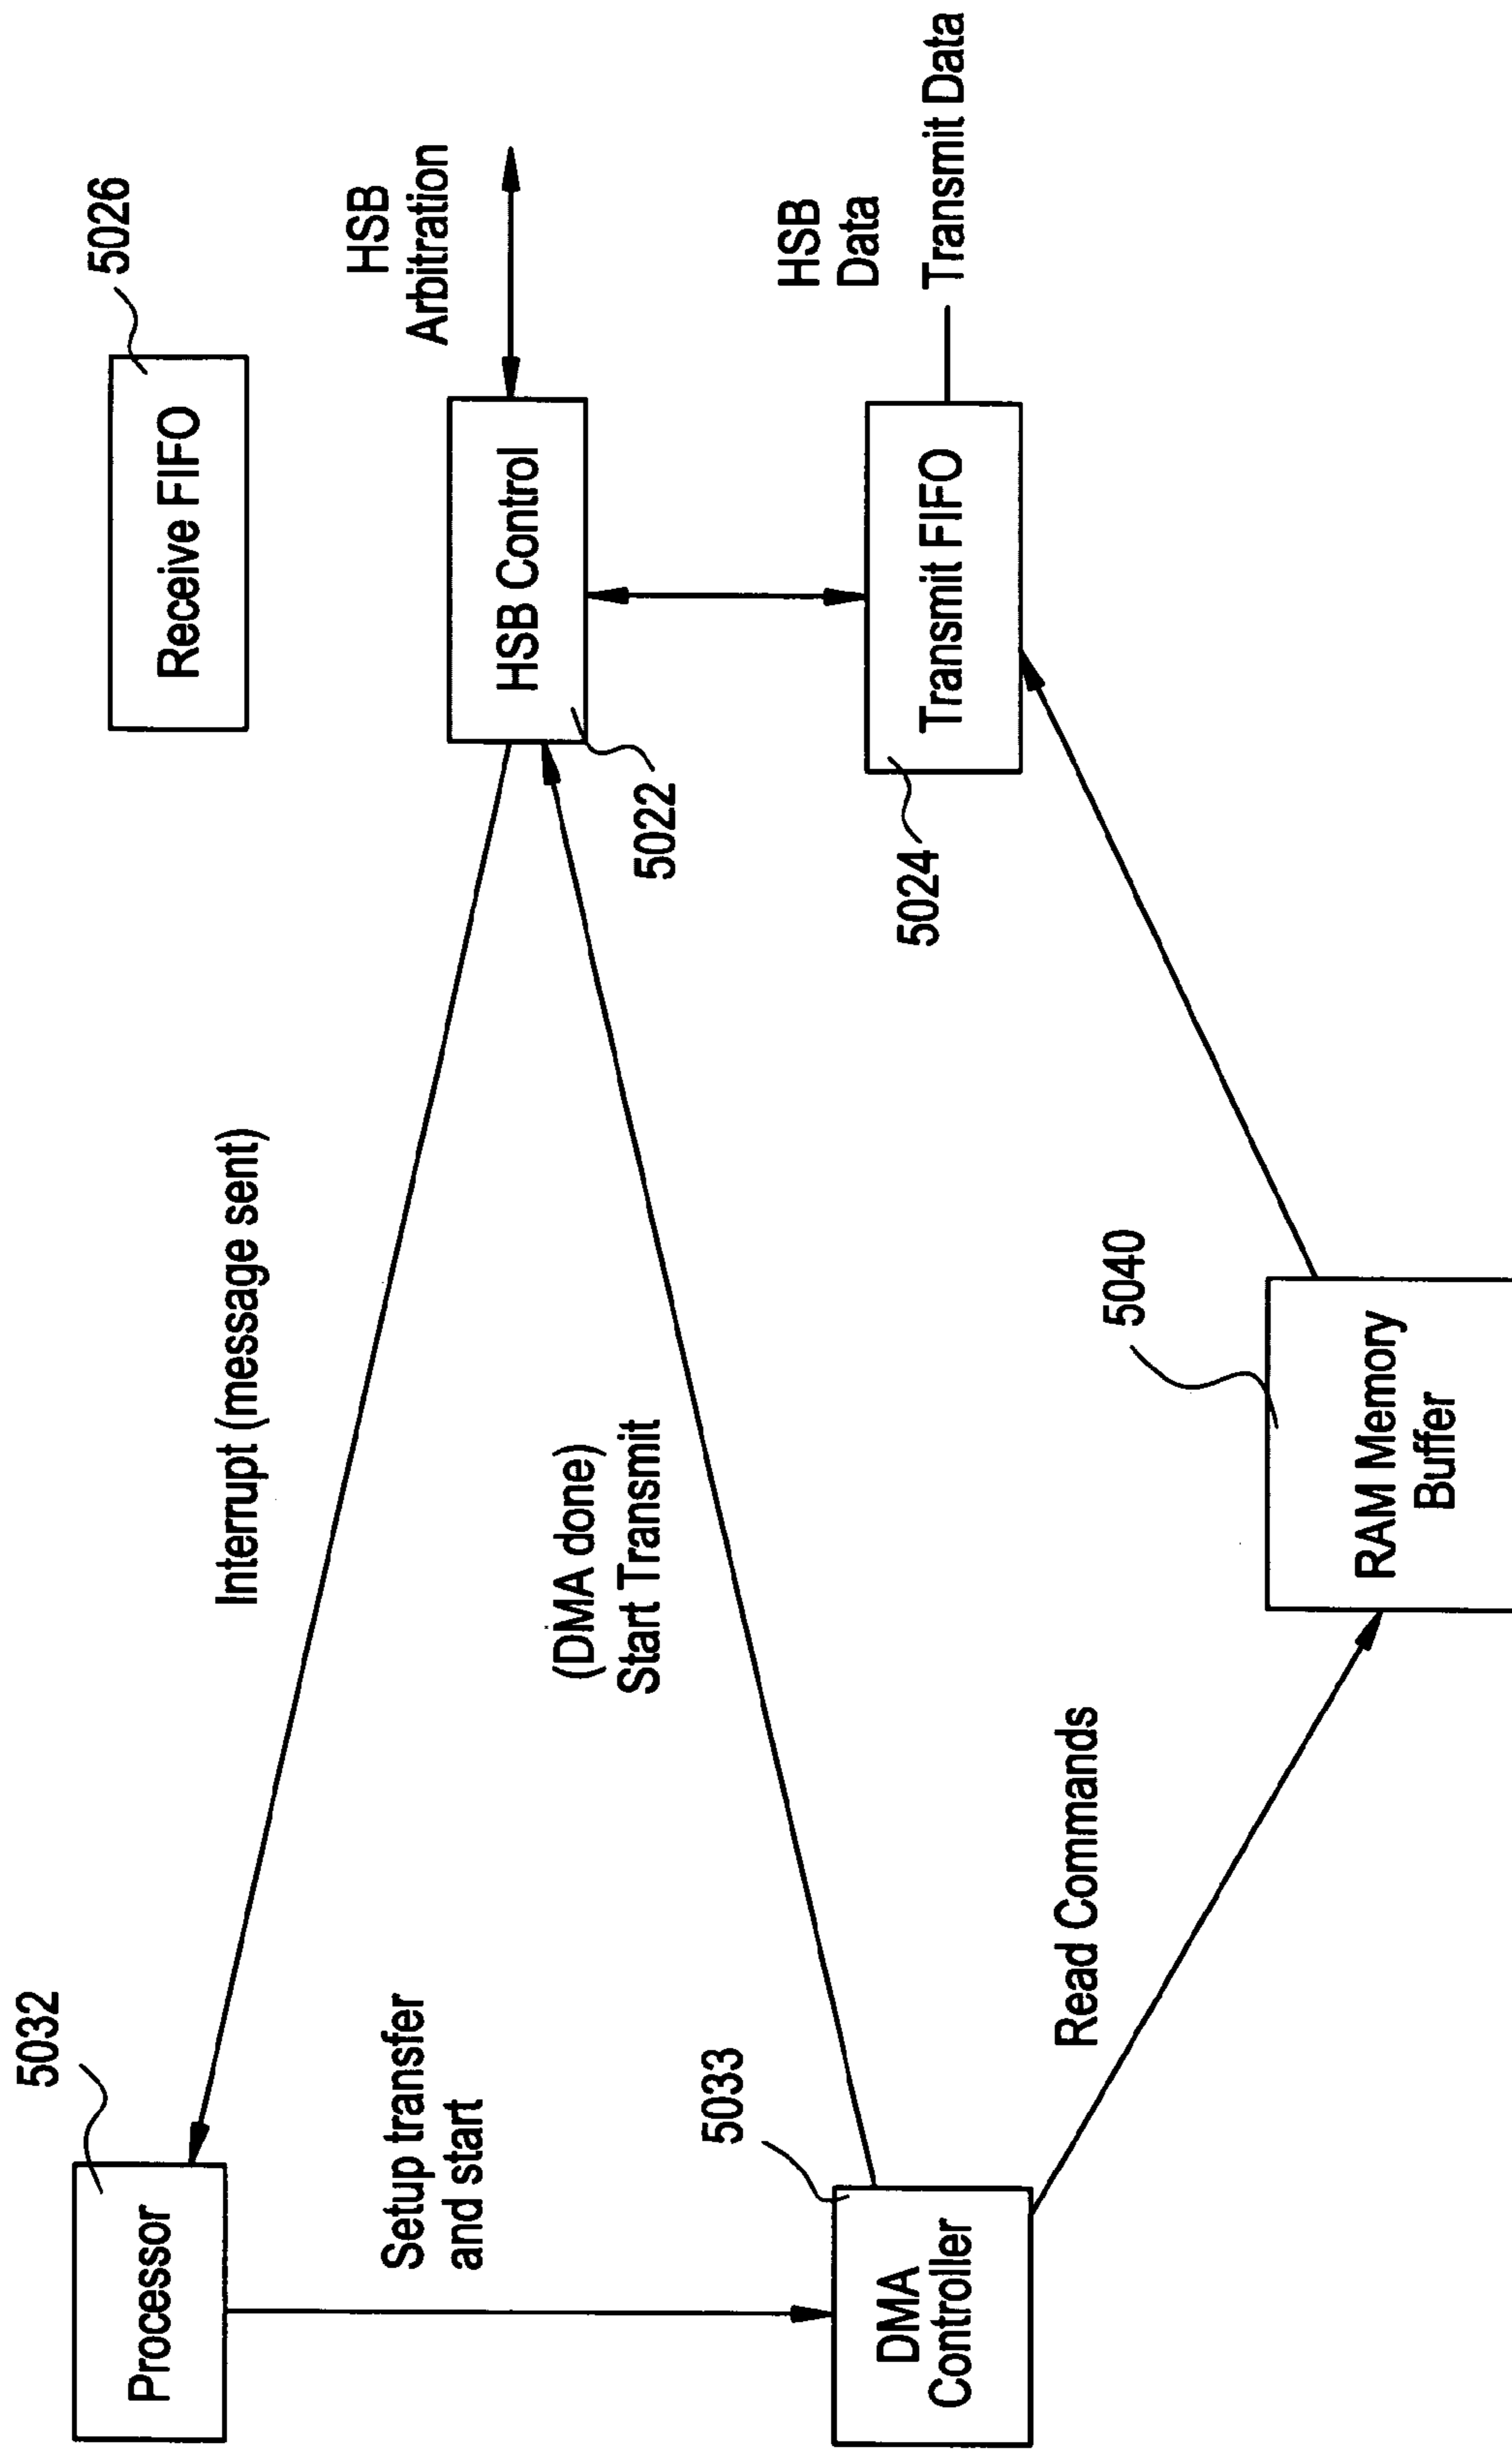 5032
Processor
Interrupt (message sent)
5026
Receive FIFO
Setup transfer
and start
HSB
Arbitration
HSB Control
5022
(DMA done)
Start Transmit
5033
DMA
Controller
HSB
Data
Transmit Data
Transmit FIFO
5024
Read Commands
5040
RAM Memory
Buffer